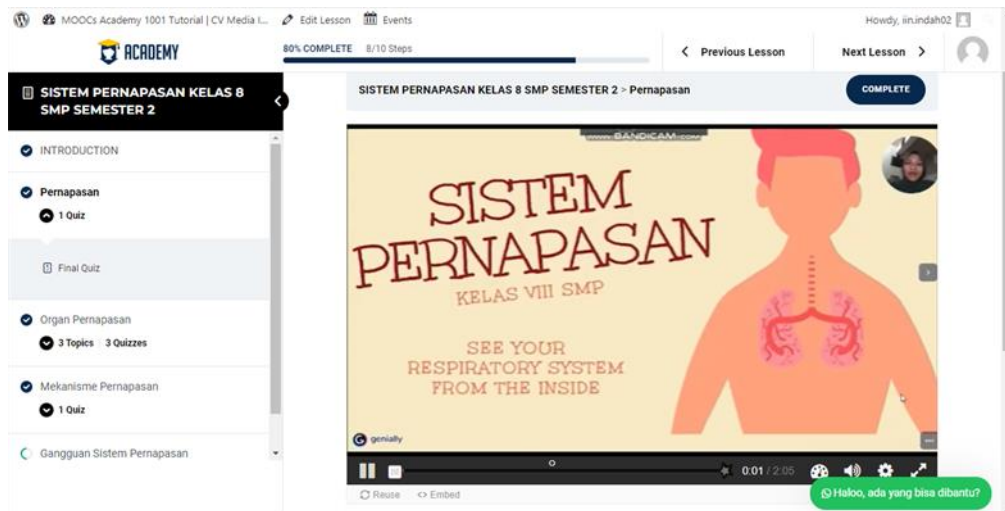 MOOCs Academy 1001 Tutorial | CV Media I... Edit Lesson Events Howdy, iin.indah02
ACADEMY
80% COMPLETE 8/10 Steps
Previous Lesson
Next Lesson
SISTEM PERNAPASAN KELAS 8
SMP SEMESTER 2
INTRODUCTION
Pernapasan
1 Quiz
Final Quiz
Organ Pernapasan
3 Topics 3 Quizzes
Mekanisme Pernapasan
1 Quiz
Gangguan Sistem Pernapasan
SISTEM PERNAPASAN KELAS 8 SMP SEMESTER 2 > Pernapasan
COMPLETE
www.BANDICAM.com
SISTEM
PERNAPASAN
KELAS VIII SMP
SEE YOUR
RESPIRATORY SYSTEM
FROM THE INSIDE
genially
0:01 / 2:05
Reuse <> Embed
Haloo, ada yang bisa dibantu?